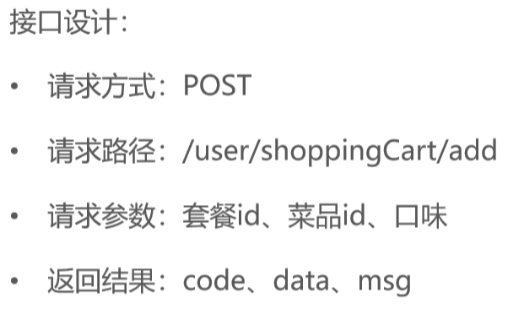 接口设计：
• 请求方式：POST
• 请求路径：/user/shoppingCart/add
• 请求参数：套餐id、菜品id、口味
• 返回结果：code、data、msg